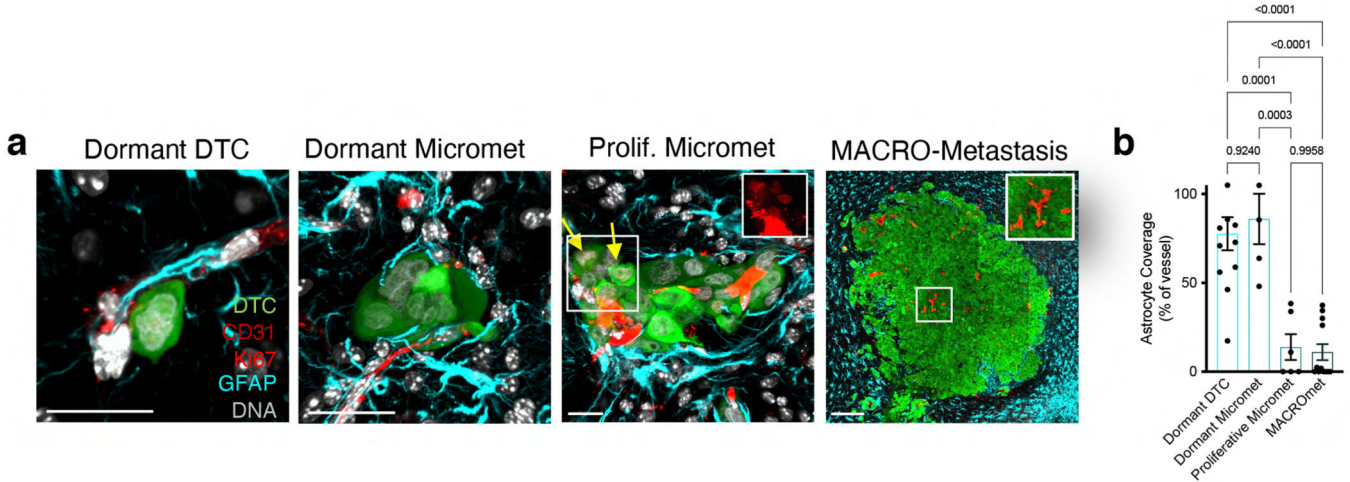 a
Dormant DTC
Dormant Micromet
Prolif. Micromet
MACRO-Metastasis
DTC
CD31
KI67
GFAP
DNA
b
<0.0001
<0.0001
0.0001
0.0003
0.9240
0.9958
100
50
0
Astrocyte Coverage
(% of vessel)
Dormant DTC
Dormant Micromet
Proliferative Micromet
MACROmet